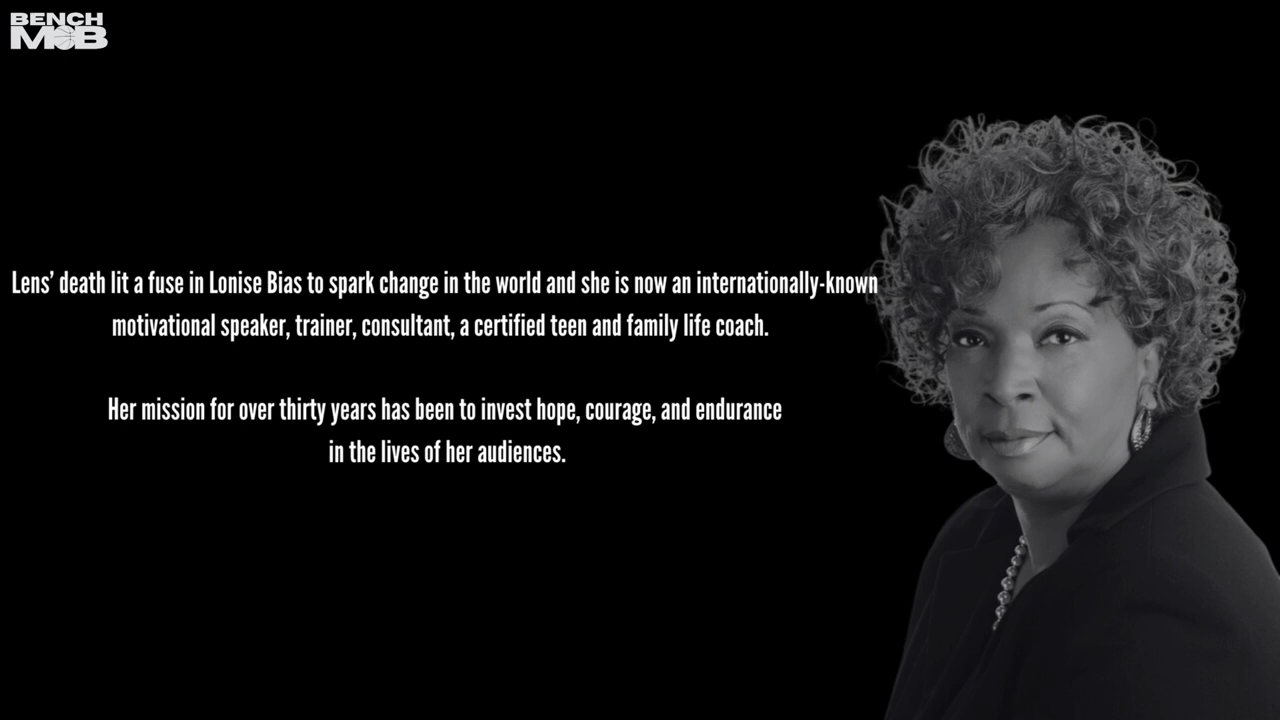 BENCH
MOB
Lens’ death lit a fuse in Lonise Bias to spark change in the world and she is now an internationally-known
motivational speaker, trainer, consultant, a certified teen and family life coach.
Her mission for over thirty years has been to invest hope, courage, and endurance
in the lives of her audiences.